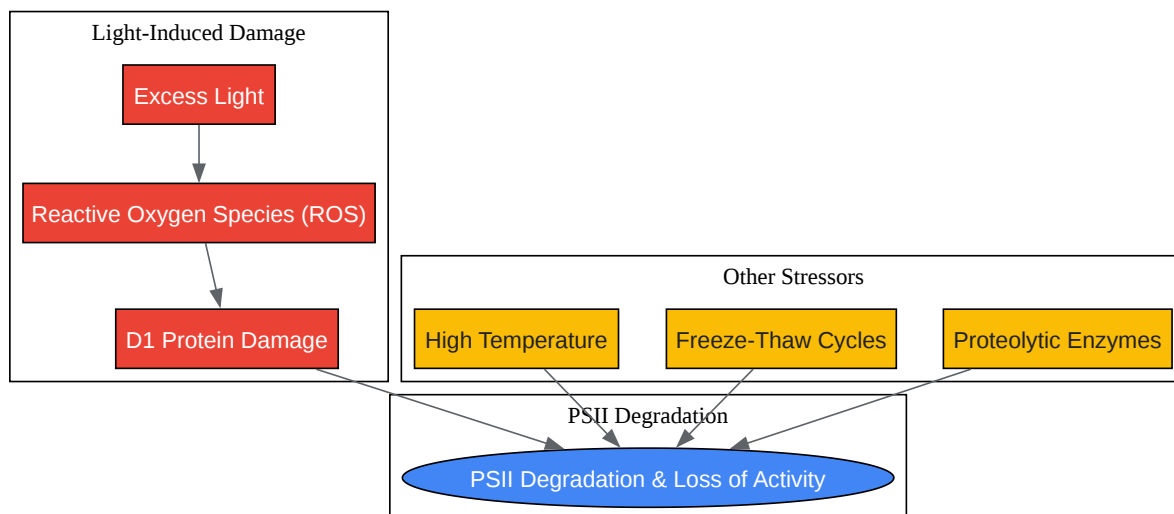 Light-Induced Damage
Excess Light
Reactive Oxygen Species (ROS)
D1 Protein Damage
Other Stressors
High Temperature
Freeze-Thaw Cycles
Proteolytic Enzymes
PSII Degradation
PSII Degradation & Loss of Activity